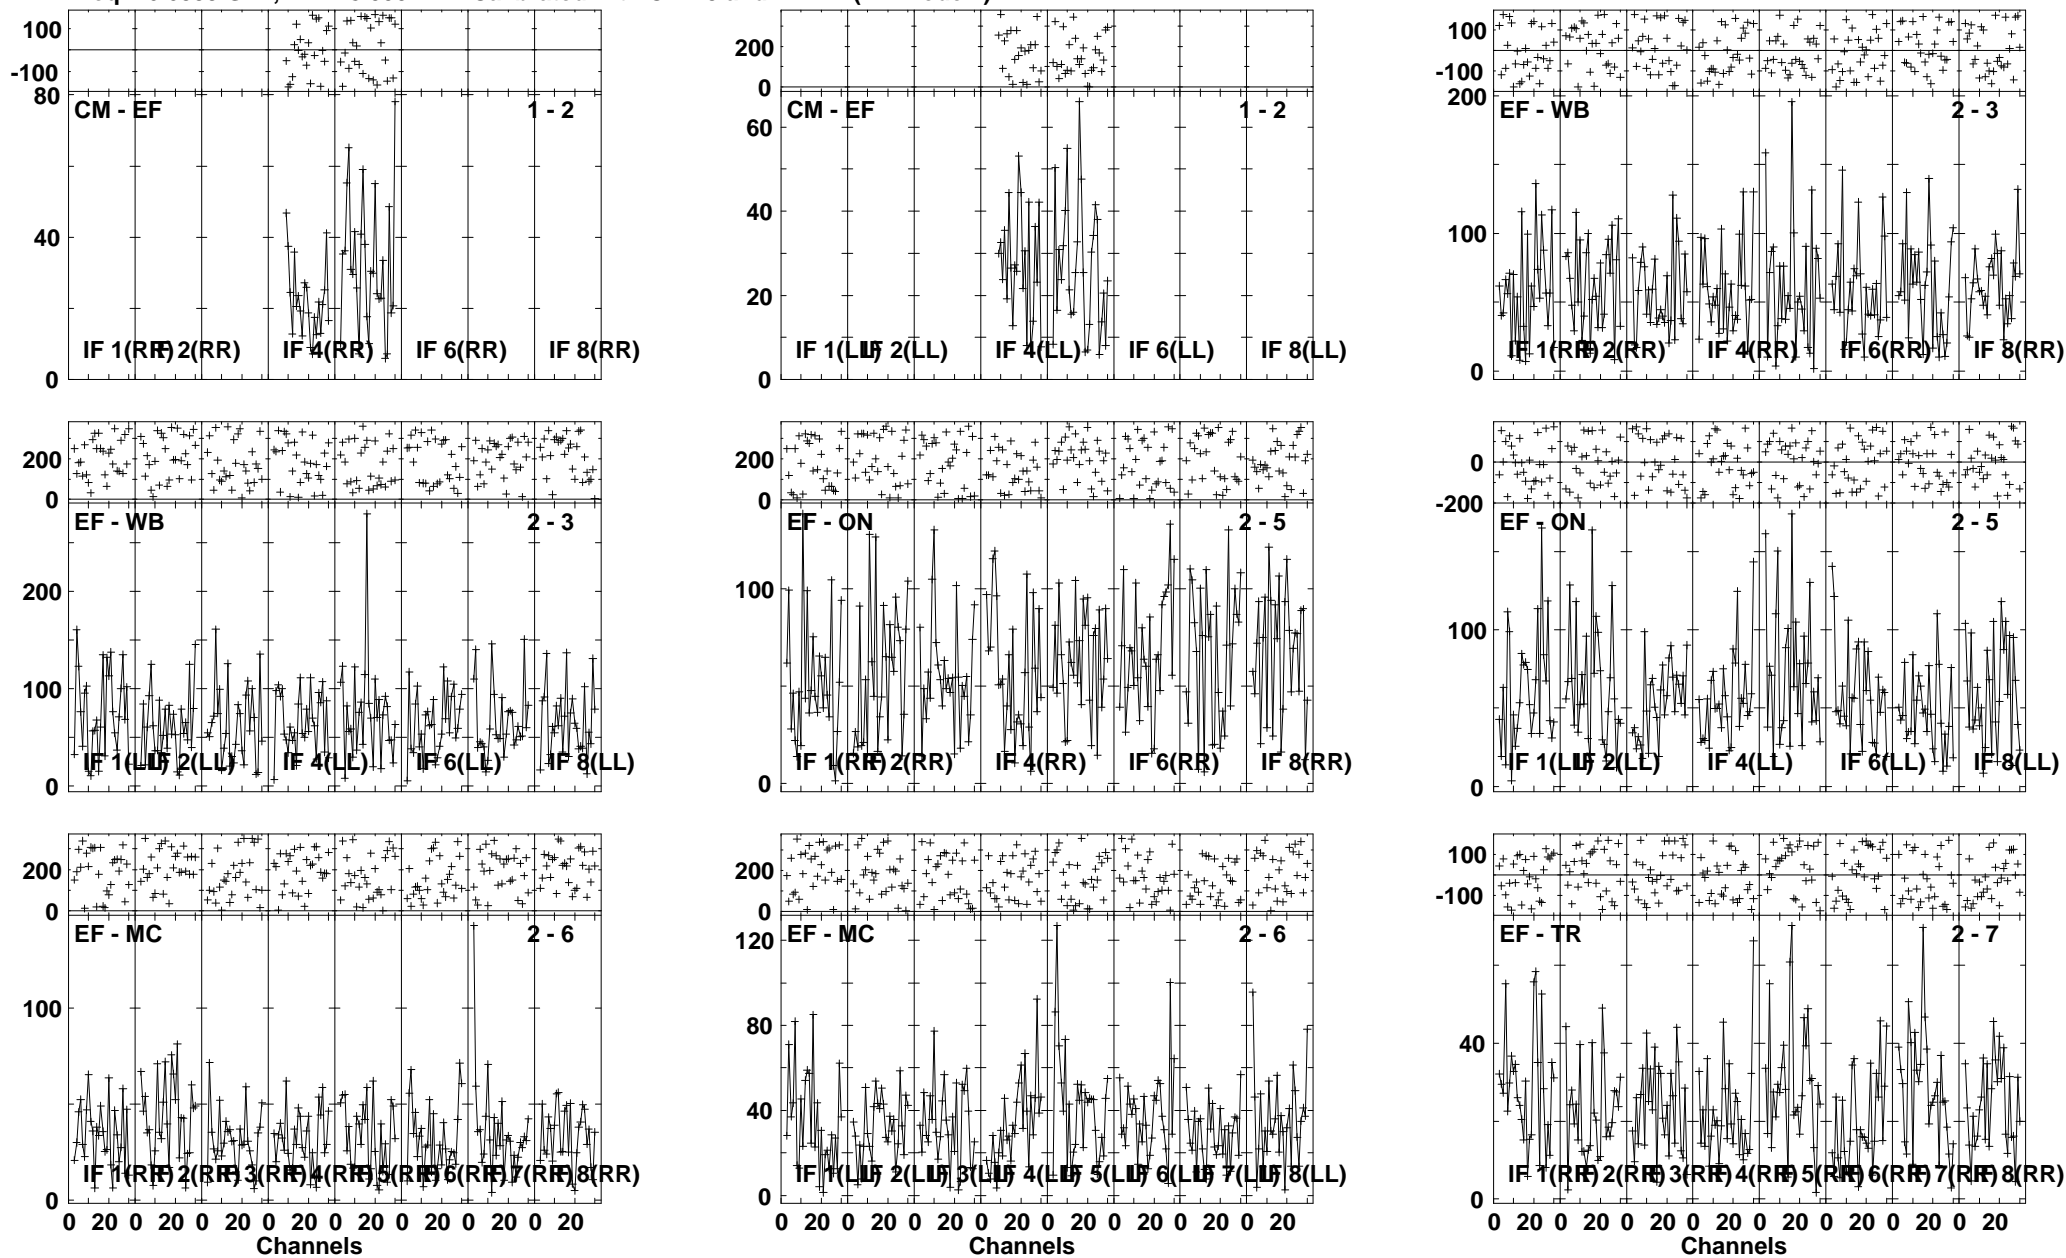 100
-100
80
CM - EF 1 - 2
40
IF 1(RR) IF 2(RR) IF 4(RR) IF 6(RR) IF 8(RR)
0
200
0
CM - EF 1 - 2
60
40
20
IF 1(LL) IF 2(LL) IF 4(LL) IF 6(LL) IF 8(LL)
0
100
-100
200
EF - WB 2 - 3
100
IF 1(RR) IF 2(RR) IF 4(RR) IF 6(RR) IF 8(RR)
0
200
0
EF - WB 2 - 3
200
100
IF 1(LL) IF 2(LL) IF 4(LL) IF 6(LL) IF 8(LL)
0
200
0
EF - ON 2 - 5
100
IF 1(RR) IF 2(RR) IF 4(RR) IF 6(RR) IF 8(RR)
0
0
-200
EF - ON 2 - 5
100
IF 1(LL) IF 2(LL) IF 4(LL) IF 6(LL) IF 8(LL)
0
200
0
EF - MC 2 - 6
100
IF 1(RR) IF 2(RR) IF 3(RR) IF 4(RR) IF 5(RR) IF 6(RR) IF 7(RR) IF 8(RR)
0
0 20 0 20 0 20 0 20 0 20 0 20 0 20 0 20
Channels
200
0
EF - MC 2 - 6
120
80
40
IF 1(LL) IF 2(LL) IF 3(LL) IF 4(LL) IF 5(LL) IF 6(LL) IF 7(LL) IF 8(LL)
0
0 20 0 20 0 20 0 20 0 20 0 20 0 20 0 20
Channels
100
-100
EF - TR 2 - 7
40
IF 1(RR) IF 2(RR) IF 3(RR) IF 4(RR) IF 5(RR) IF 6(RR) IF 7(RR) IF 8(RR)
0
0 20 0 20 0 20 0 20 0 20 0 20 0 20 0 20
Channels